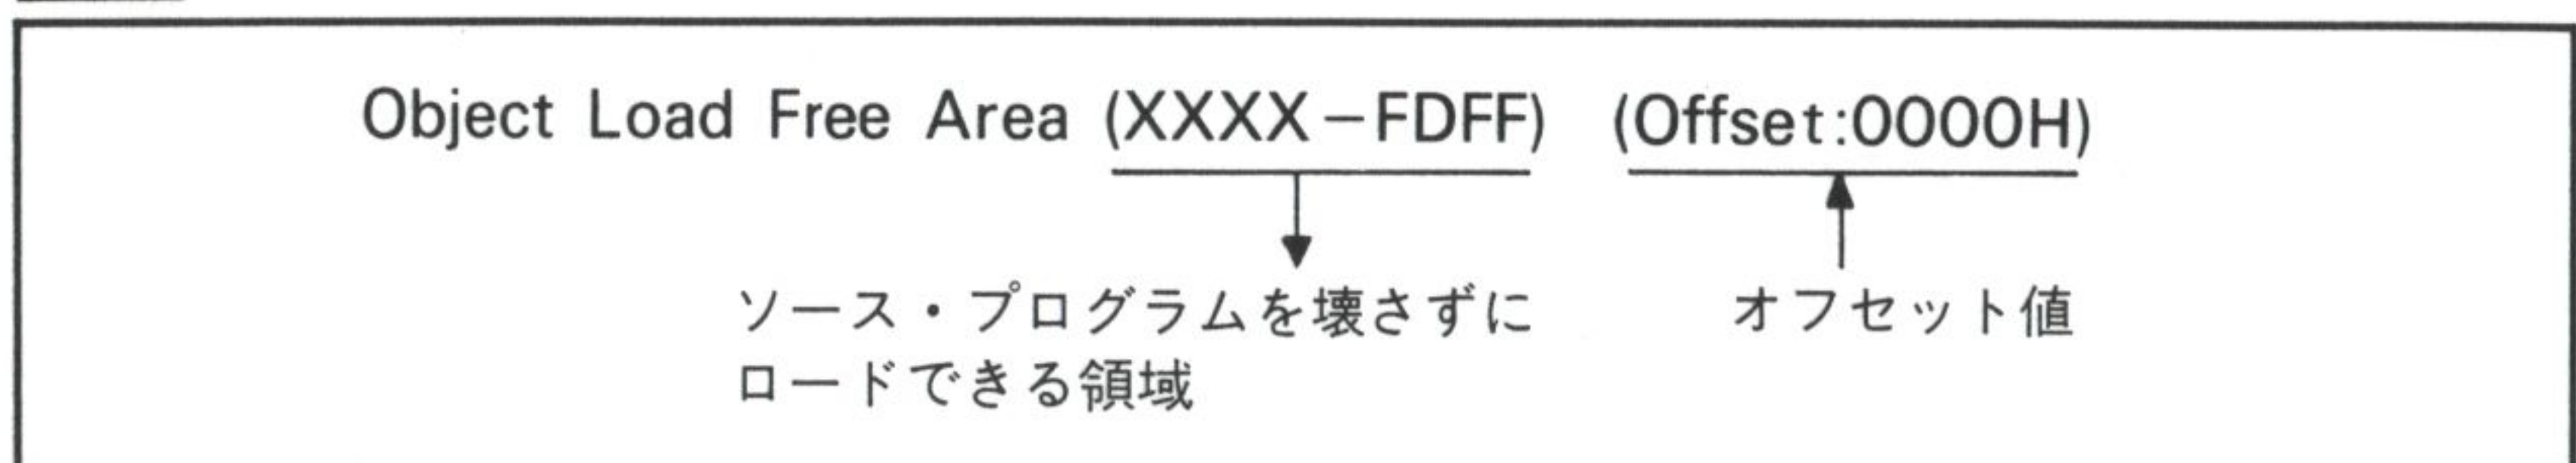 Object Load Free Area (XXXX−FDFF) (Offset:0000H)
ソース・プログラムを壊さずに オフセット値
ロードできる領域